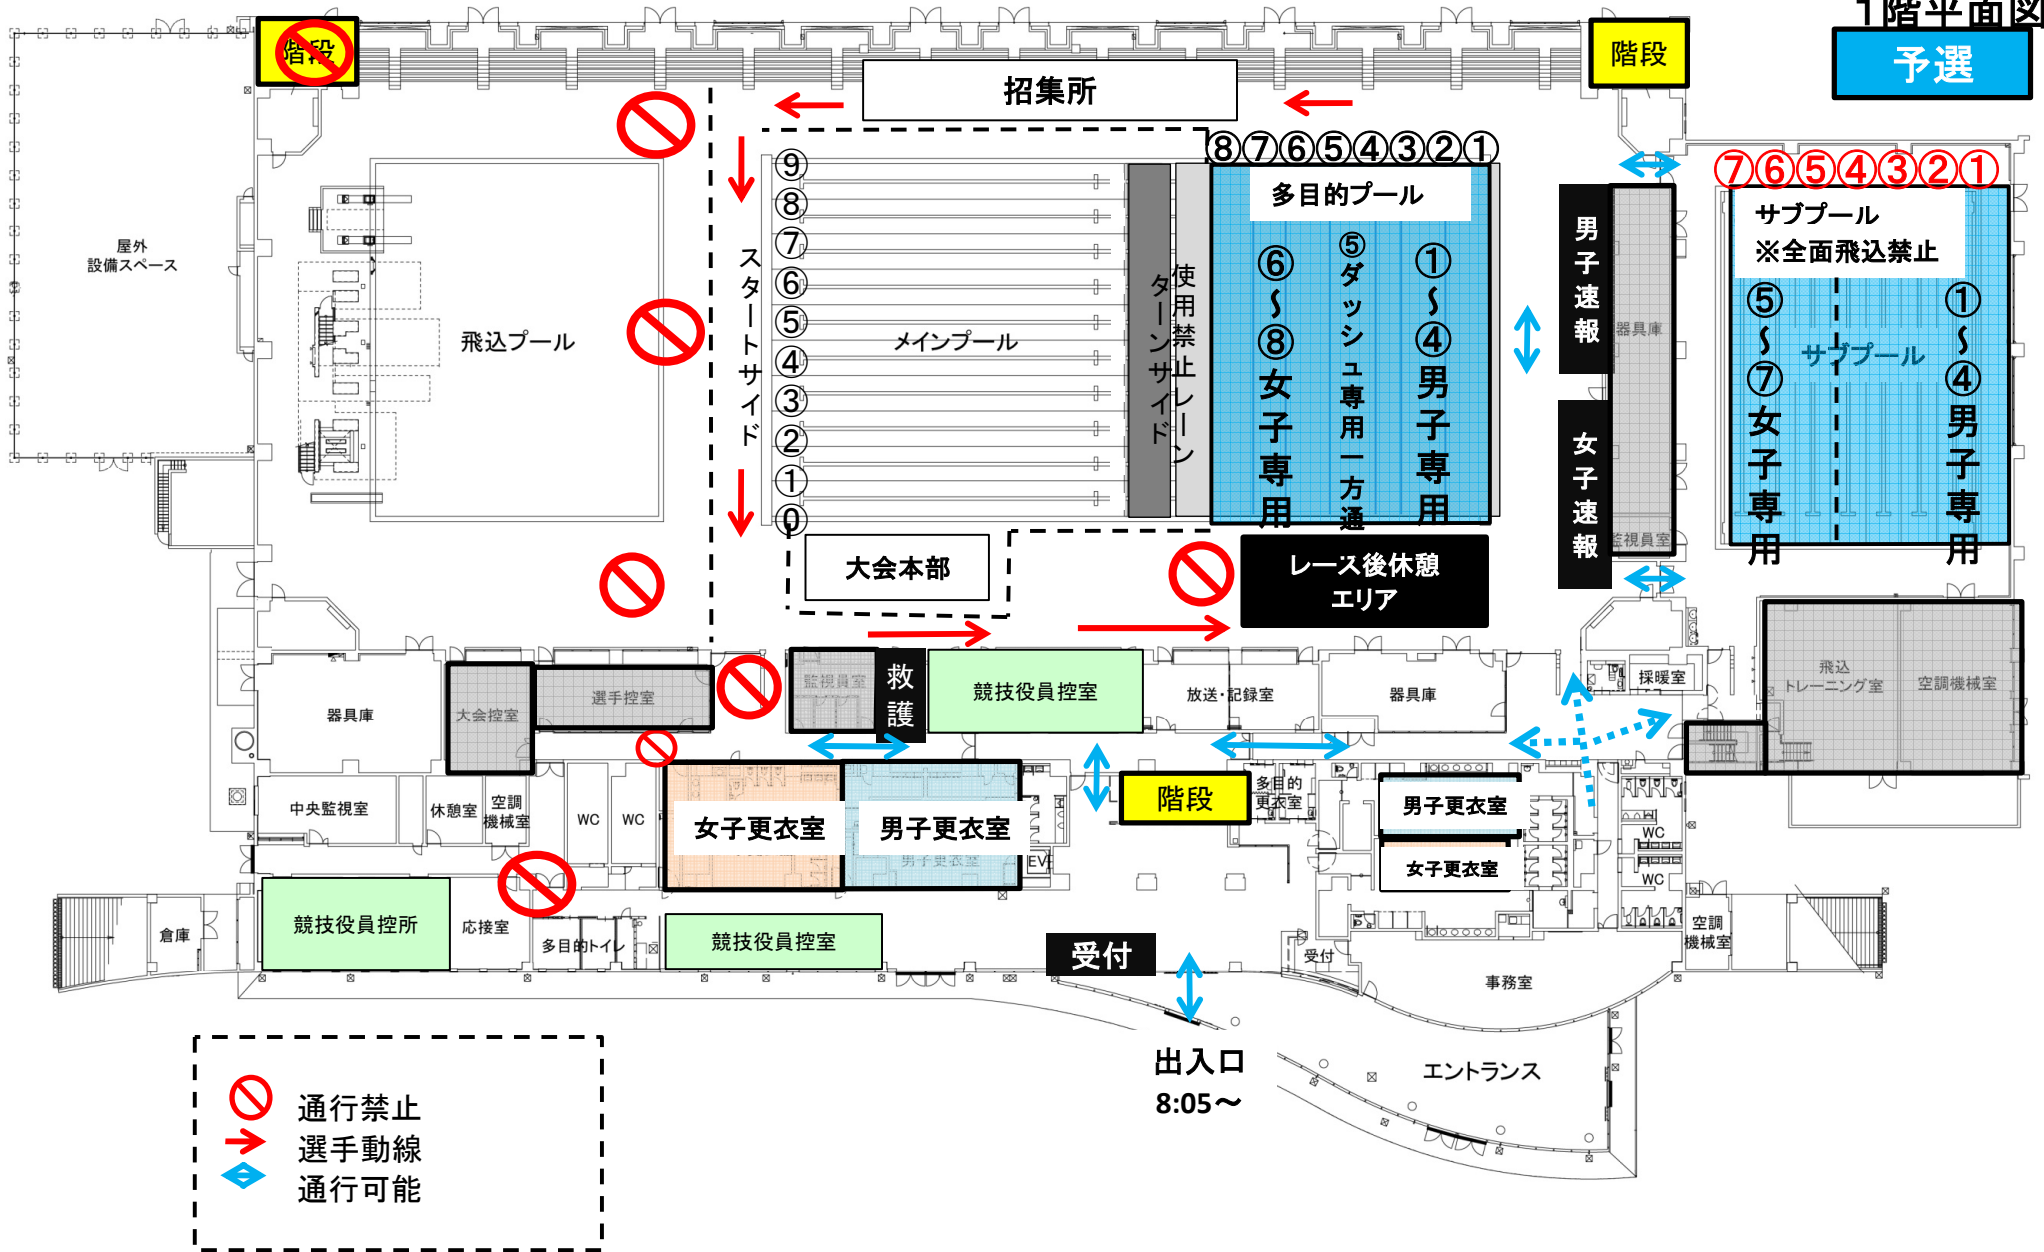 1階平面図
予選
階段
階段
招集所
⑧⑦⑥⑤④③②①
⑦⑥⑤④③②①
屋外
設備スペース
飛込プール
スタートサイド
⑨
⑧
⑦
⑥
⑤
④
③
②
①
⓪
メインプール
ターンサイド
使用禁止レーン
多目的プール
⑥～⑧女子専用
⑤ダッシュ専用一方通
①～④男子専用
男子速報
女子速報
器具庫
監視員室
サブプール
※全面飛込禁止
⑤～⑦女子専用
サブプール
①～④男子専用
大会本部
レース後休憩
エリア
器具庫
大会控室
選手控室
監視員室
救護
競技役員控室
放送・記録室
器具庫
採暖室
飛込
トレーニング室
空調機械室
中央監視室
休憩室
空調
機械室
WC
WC
女子更衣室
男子更衣室
男子更衣室
EV
階段
多目的
更衣室
男子更衣室
女子更衣室
WC
WC
倉庫
競技役員控所
応接室
多目的トイレ
競技役員控室
受付
受付
事務室
空調
機械室
出入口
8:05～
エントランス
通行禁止
選手動線
通行可能